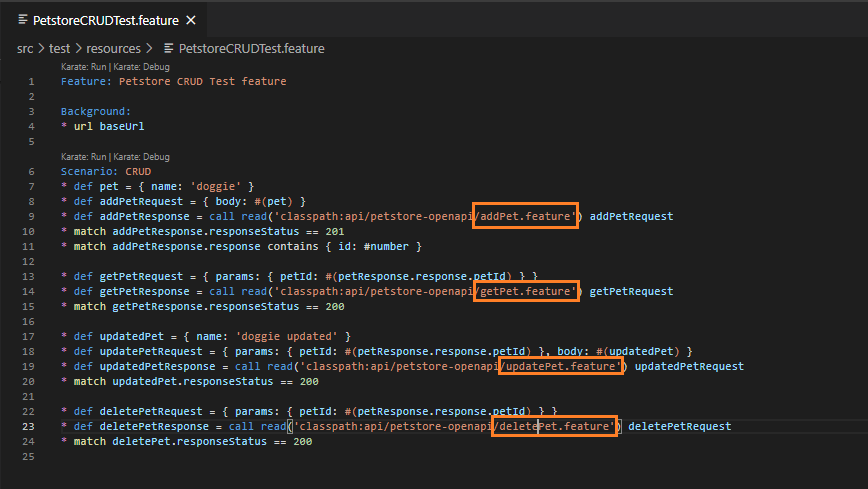 PetstoreCRUDTest.feature
src > test > resources > PetstoreCRUDTest.feature
Karate: Run | Karate: Debug
1 Feature: Petstore CRUD Test feature
2
3 Background:
4 * url baseUrl
5
Karate: Run | Karate: Debug
6 Scenario: CRUD
7 * def pet = { name: 'doggie' }
8 * def addPetRequest = { body: #(pet) }
9 * def addPetResponse = call read('classpath:api/petstore-openapi/addPet.feature') addPetRequest
10 * match addPetResponse.responseStatus == 201
11 * match addPetResponse.response contains { id: #number }
12
13 * def getPetRequest = { params: { petId: #(petResponse.response.petId) } }
14 * def getPetResponse = call read('classpath:api/petstore-openapi/getPet.feature') getPetRequest
15 * match getPetResponse.responseStatus == 200
16
17 * def updatedPet = { name: 'doggie updated' }
18 * def updatePetRequest = { params: { petId: #(petResponse.response.petId) }, body: #(updatedPet) }
19 * def updatedPetResponse = call read('classpath:api/petstore-openapi/updatePet.feature') updatedPetRequest
20 * match updatedPet.responseStatus == 200
21
22 * def deletePetRequest = { params: { petId: #(petResponse.response.petId) } }
23 * def deletePetResponse = call read('classpath:api/petstore-openapi/deletePet.feature') deletePetRequest
24 * match deletePet.responseStatus == 200
25